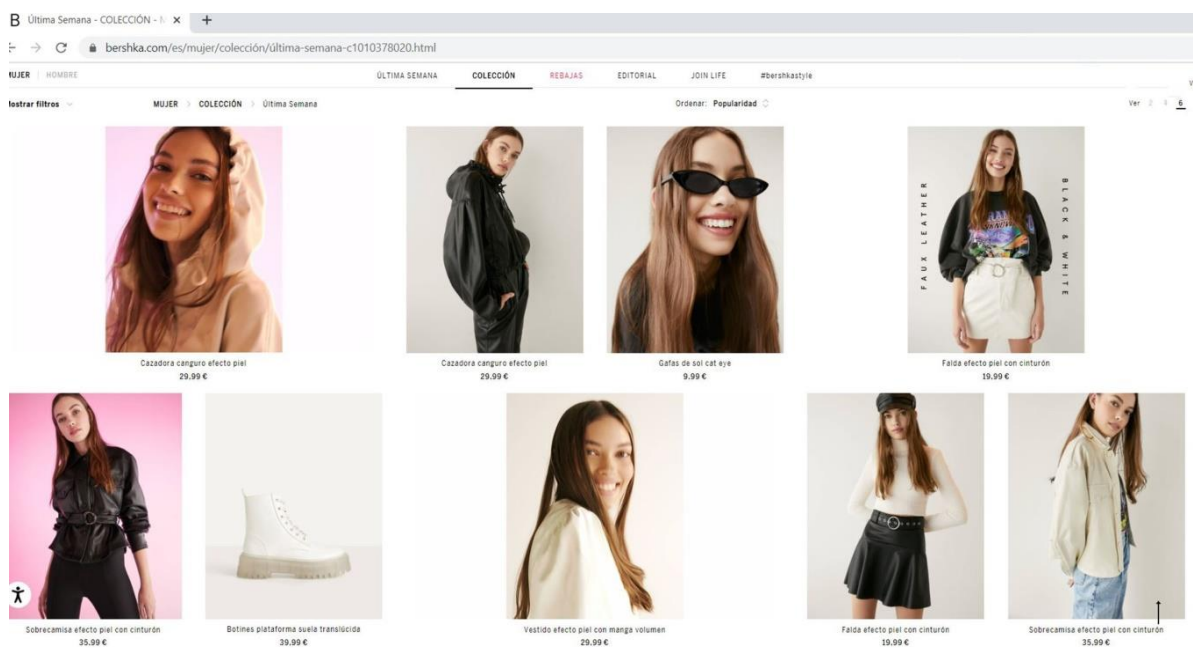 B Última Semana - COLECCIÓN -
bershka.com/es/mujer/colección/última-semana-c1010378020.html
MUJER | HOMBRE ÚLTIMA SEMANA COLECCIÓN REBAJAS EDITORIAL JOIN LIFE #bershkastyle
Mostrar filtros MUJER > COLECCIÓN > Última Semana Ordenar: Popularidad Ver 2 6
FAUX LEATHER
BLACK & WHITE
Cazadora canguro efecto piel Cazadora canguro efecto piel Gafas de sol cat eye Falda efecto piel con cinturón
29.99 € 29.99 € 9.99 € 19.99 €
Sobrecamisa efecto piel con cinturón Botines plataforma suela translúcida Vestido efecto piel con manga volumen Falda efecto piel con cinturón Sobrecamisa efecto piel con cinturón
35.99 € 39.99 € 29.99 € 19.99 € 35.99 €